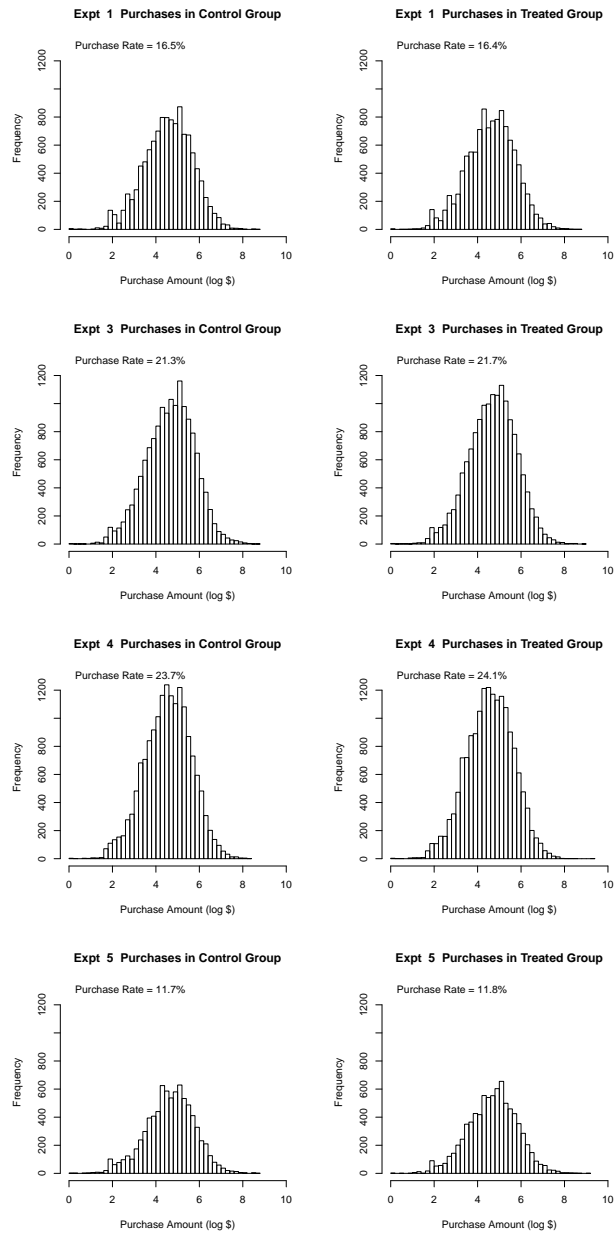 Expt 1 Purchases in Control Group
Purchase Rate = 16.5%
Frequency
0 200 400 800 1200
0 2 4 6 8 10
Purchase Amount (log $)
Expt 1 Purchases in Treated Group
Purchase Rate = 16.4%
Frequency
0 200 400 800 1200
0 2 4 6 8 10
Purchase Amount (log $)
Expt 3 Purchases in Control Group
Purchase Rate = 21.3%
Frequency
0 200 400 800 1200
0 2 4 6 8 10
Purchase Amount (log $)
Expt 3 Purchases in Treated Group
Purchase Rate = 21.7%
Frequency
0 200 400 800 1200
0 2 4 6 8 10
Purchase Amount (log $)
Expt 4 Purchases in Control Group
Purchase Rate = 23.7%
Frequency
0 200 400 800 1200
0 2 4 6 8 10
Purchase Amount (log $)
Expt 4 Purchases in Treated Group
Purchase Rate = 24.1%
Frequency
0 200 400 800 1200
0 2 4 6 8 10
Purchase Amount (log $)
Expt 5 Purchases in Control Group
Purchase Rate = 11.7%
Frequency
0 200 400 800 1200
0 2 4 6 8 10
Purchase Amount (log $)
Expt 5 Purchases in Treated Group
Purchase Rate = 11.8%
Frequency
0 200 400 800 1200
0 2 4 6 8 10
Purchase Amount (log $)